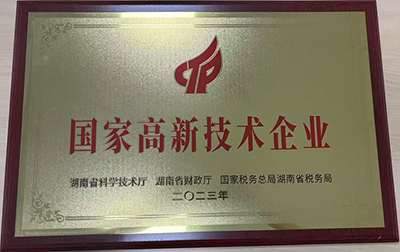 国家高新技术企业
湖南省科学技术厅 湖南省财政厅 国家税务总局湖南省税务局
二〇二三年